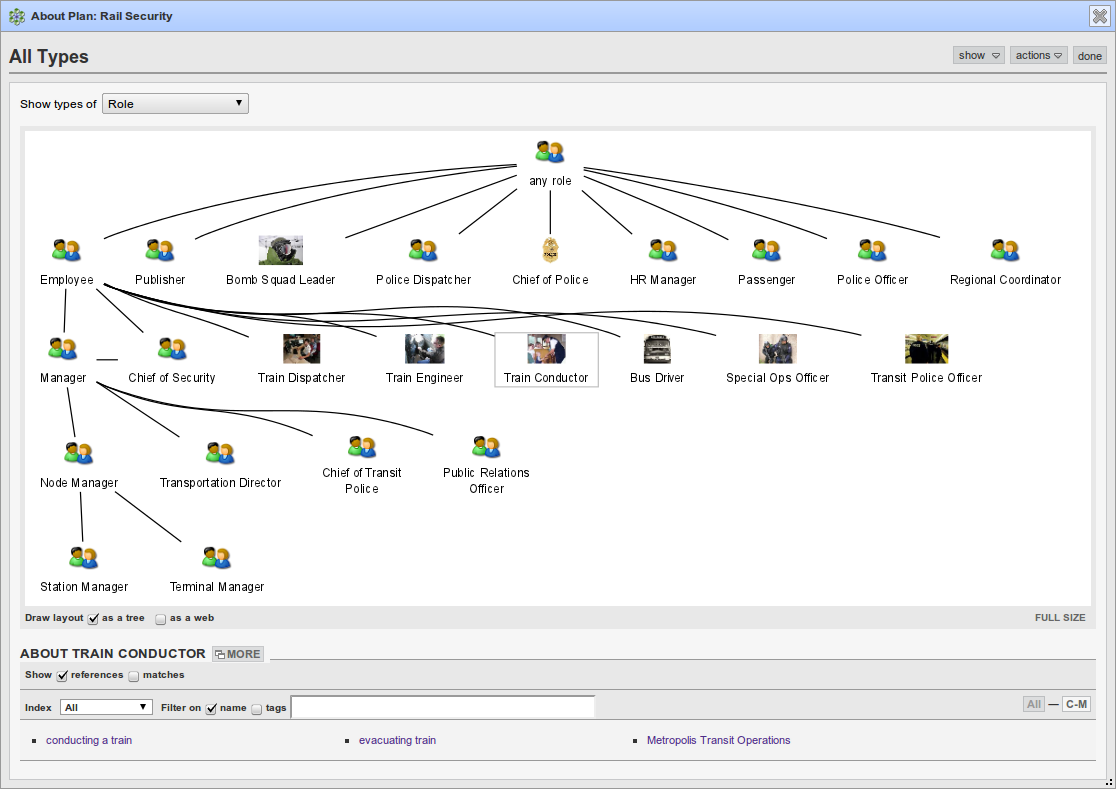 About Plan: Rail Security
All Types
show actions done
Show types of Role
any role
Employee Publisher Bomb Squad Leader Police Dispatcher Chief of Police HR Manager Passenger Police Officer Regional Coordinator
Manager Chief of Security Train Dispatcher Train Engineer Train Conductor Bus Driver Special Ops Officer Transit Police Officer
Node Manager Transportation Director Chief of Transit Police Public Relations Officer
Station Manager Terminal Manager
Draw layout as a tree as a web FULL SIZE
ABOUT TRAIN CONDUCTOR MORE
Show references matches
Index All Filter on name tags All — C-M
conducting a train evacuating train Metropolis Transit Operations